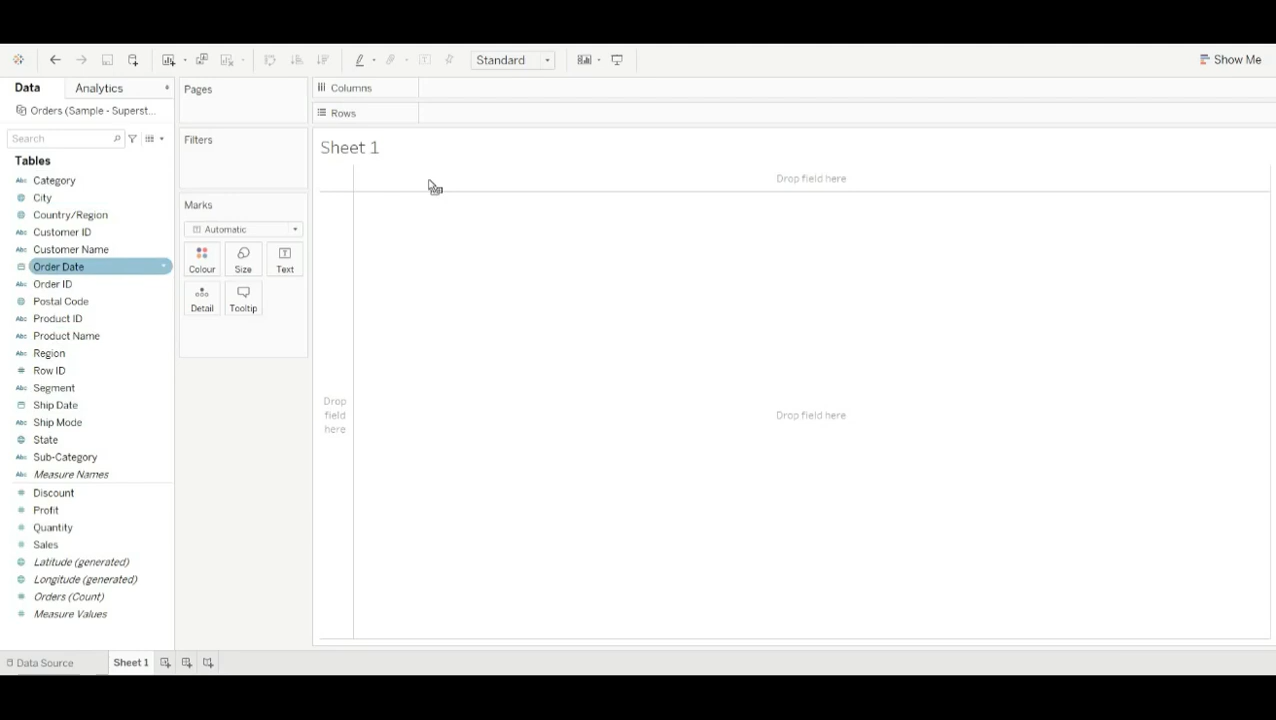 Standard
Show Me
Data
Analytics
Pages
Columns
Rows
Orders (Sample - Superst...
Search
Filters
Sheet 1
Tables
Drop field here
Category
City
Country/Region
Customer ID
Customer Name
Order Date
Order ID
Postal Code
Product ID
Product Name
Region
Row ID
Segment
Ship Date
Ship Mode
State
Sub-Category
Measure Names
Discount
Profit
Quantity
Sales
Latitude (generated)
Longitude (generated)
Orders (Count)
Measure Values
Marks
Automatic
Colour
Size
Text
Detail
Tooltip
Drop
field
here
Drop field here
Data Source
Sheet 1